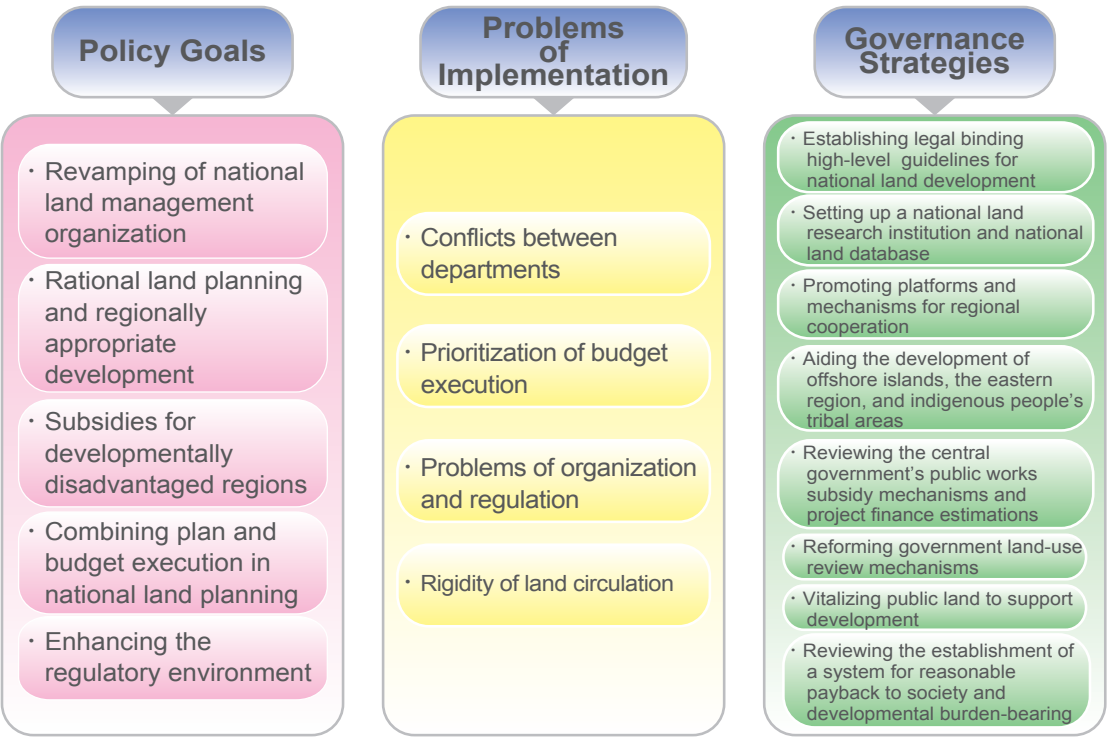 Policy Goals
· Revamping of national
land management
organization
· Rational land planning
and regionally
appropriate
development
· Subsidies for
developmentally
disadvantaged regions
· Combining plan and
budget execution in
national land planning
· Enhancing the
regulatory environment
Problems
of
Implementation
· Conflicts between
departments
· Prioritization of budget
execution
· Problems of organization
and regulation
· Rigidity of land circulation
Governance
Strategies
· Establishing legal binding
high-level guidelines for
national land development
· Setting up a national land
research institution and national
land database
· Promoting platforms and
mechanisms for regional
cooperation
· Aiding the development of
offshore islands, the eastern
region, and indigenous people's
tribal areas
· Reviewing the central
government's public works
subsidy mechanisms and
project finance estimations
· Reforming government land-use
review mechanisms
· Vitalizing public land to support
development
· Reviewing the establishment of
a system for reasonable
payback to society and
developmental burden-bearing